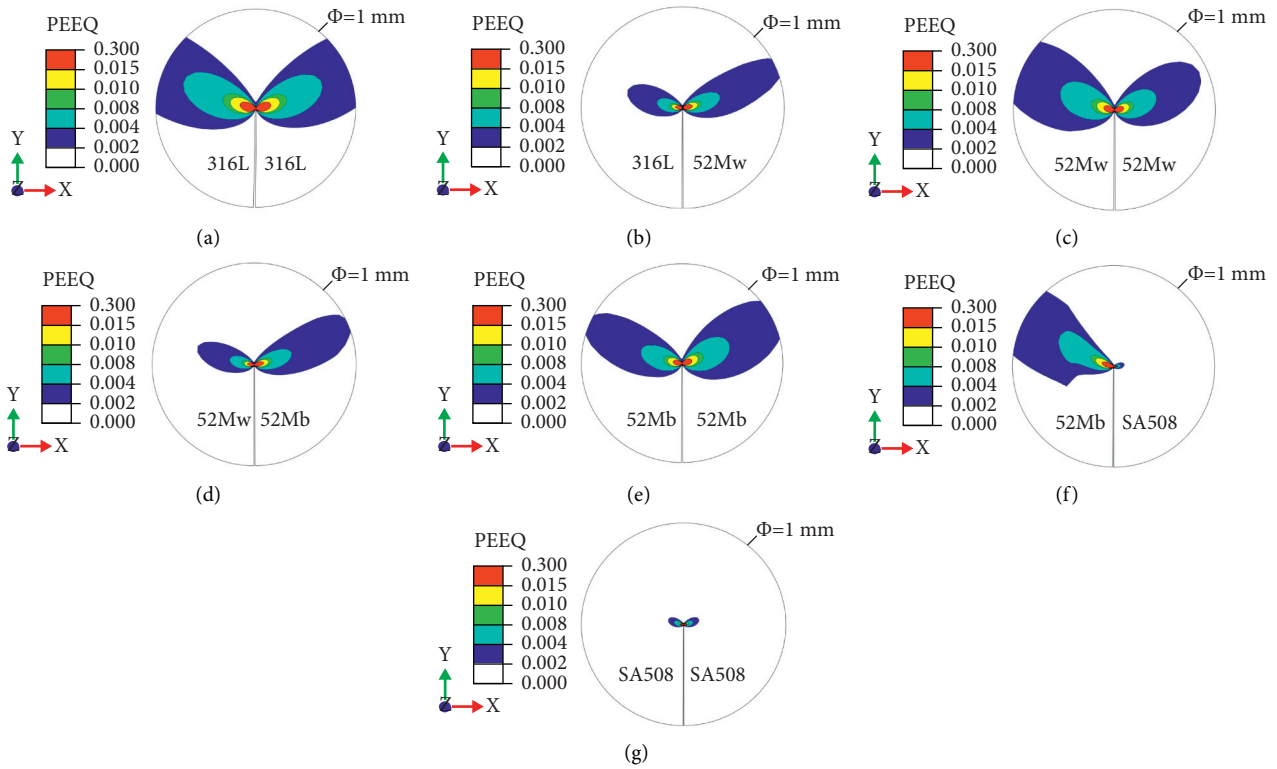 PEEQ
0.300
0.015
0.010
0.008
0.004
0.002
0.000
Y
Z
X
Φ=1 mm
316L 316L
(a)
PEEQ
0.300
0.015
0.010
0.008
0.004
0.002
0.000
Y
Z
X
Φ=1 mm
316L 52Mw
(b)
PEEQ
0.300
0.015
0.010
0.008
0.004
0.002
0.000
Y
Z
X
Φ=1 mm
52Mw 52Mw
(c)
PEEQ
0.300
0.015
0.010
0.008
0.004
0.002
0.000
Y
Z
X
Φ=1 mm
52Mw 52Mb
(d)
PEEQ
0.300
0.015
0.010
0.008
0.004
0.002
0.000
Y
Z
X
Φ=1 mm
52Mb 52Mb
(e)
PEEQ
0.300
0.015
0.010
0.008
0.004
0.002
0.000
Y
Z
X
Φ=1 mm
52Mb SA508
(f)
PEEQ
0.300
0.015
0.010
0.008
0.004
0.002
0.000
Y
Z
X
Φ=1 mm
SA508 SA508
(g)